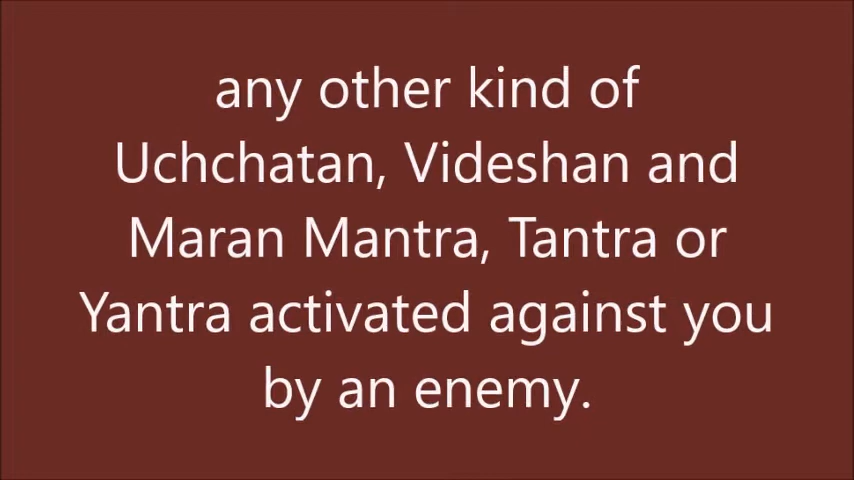 any other kind of
Uchchatan, Videshan and
Maran Mantra, Tantra or
Yantra activated against you
by an enemy.